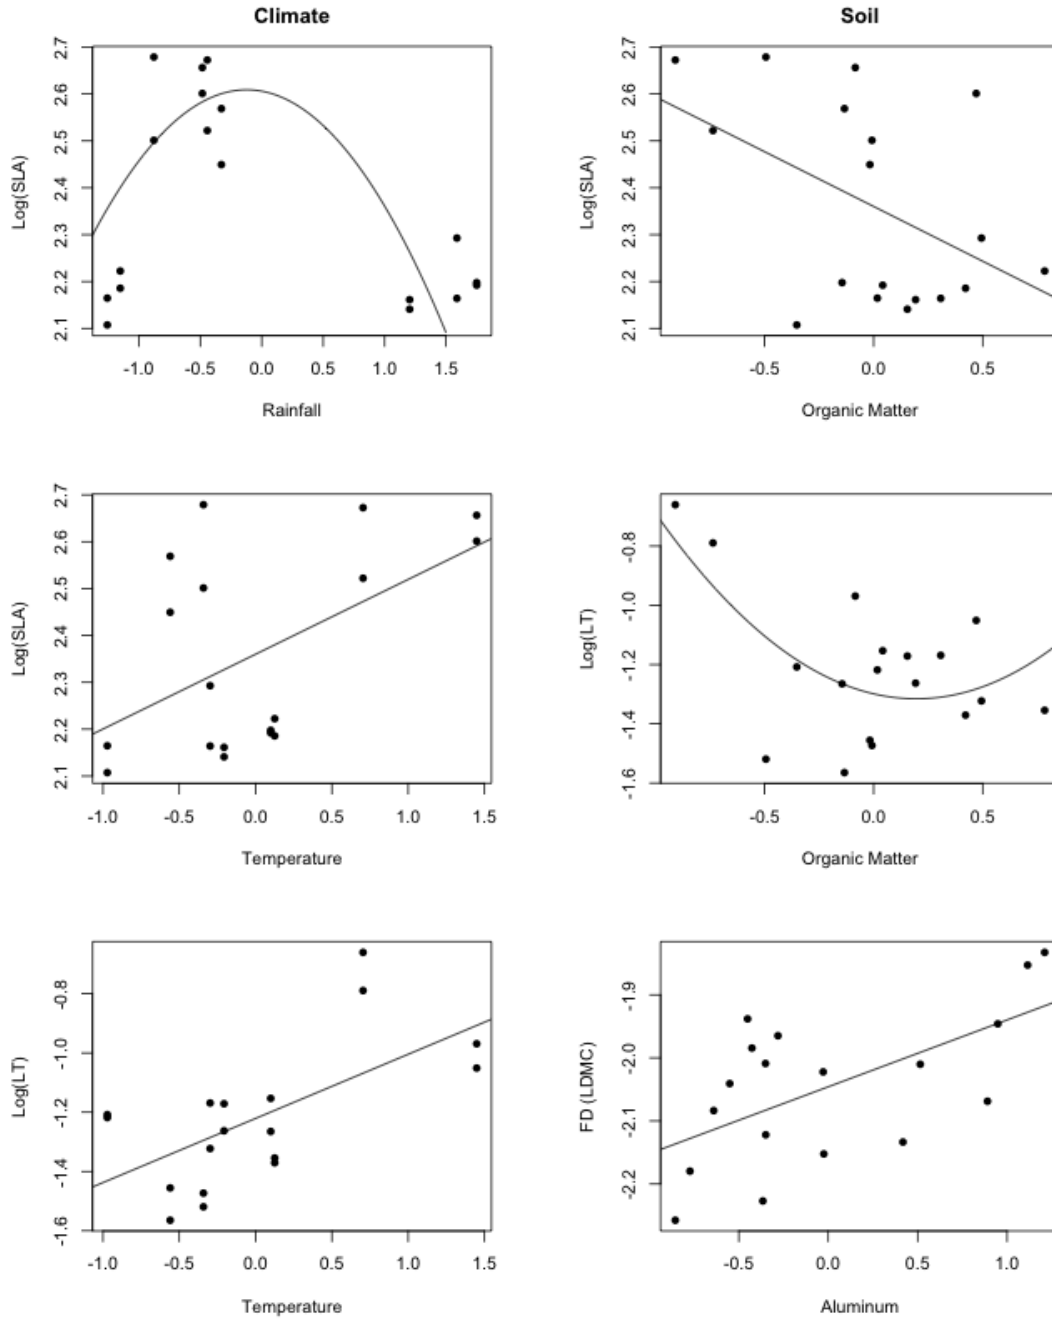 Climate
Soil
2.7
2.6
2.5
2.4
2.3
2.2
2.1
Log(SLA)
-1.0 -0.5 0.0 0.5 1.0 1.5
Rainfall
2.7
2.6
2.5
2.4
2.3
2.2
2.1
Log(SLA)
-0.5 0.0 0.5
Organic Matter
2.7
2.6
2.5
2.4
2.3
2.2
2.1
Log(SLA)
-1.0 -0.5 0.0 0.5 1.0 1.5
Temperature
-0.8
-1.0
-1.2
-1.4
-1.6
Log(LT)
-0.5 0.0 0.5
Organic Matter
-0.8
-1.0
-1.2
-1.4
-1.6
Log(LT)
-1.0 -0.5 0.0 0.5 1.0 1.5
Temperature
-1.9
-2.0
-2.1
-2.2
FD (LDMC)
-0.5 0.0 0.5 1.0
Aluminum